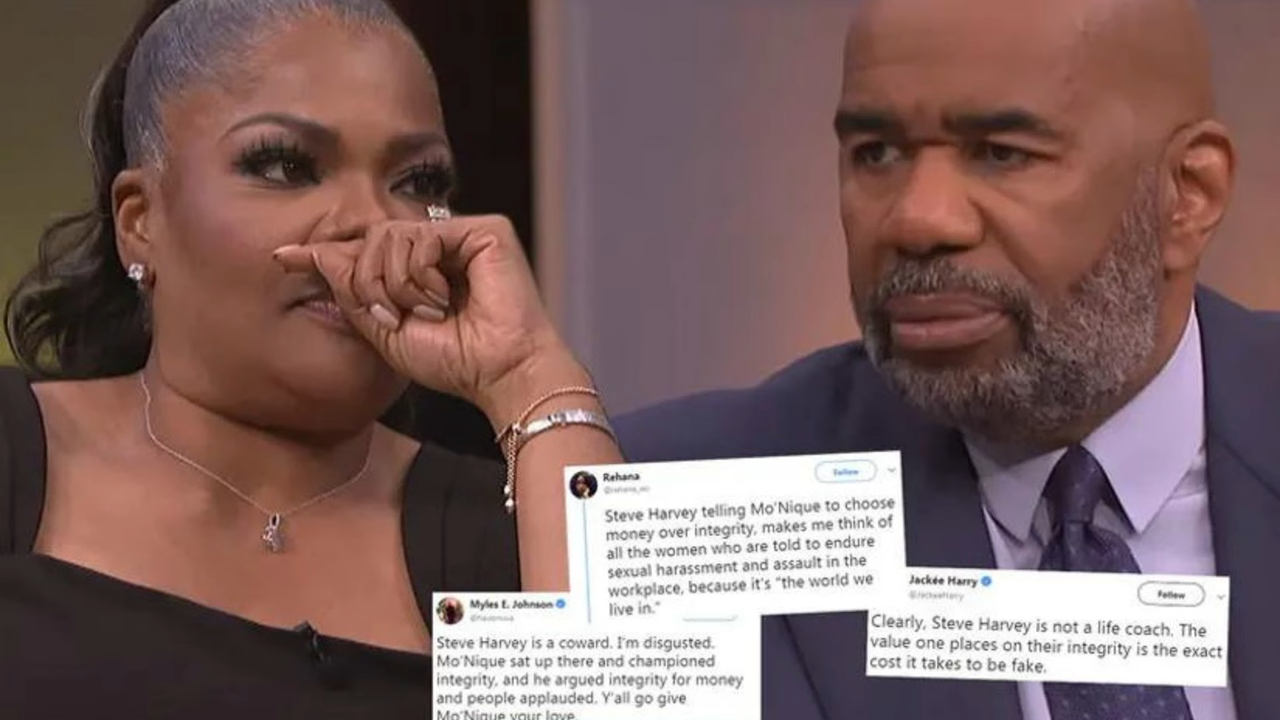 Rehana
Follow
Steve Harvey telling Mo'Nique to choose
money over integrity, makes me think of
all the women who are told to endure
sexual harassment and assault in the
workplace, because it's "the world we
live in."
Myles E. Johnson
Steve Harvey is a coward. I'm disgusted.
Mo'Nique sat up there and championed
integrity, and he argued integrity for money
and people applauded. Y'all go give
Mo'Nique your love.
Jackée Harry
@JackeeHarry
Follow
Clearly, Steve Harvey is not a life coach. The
value one places on their integrity is the exact
cost it takes to be fake.